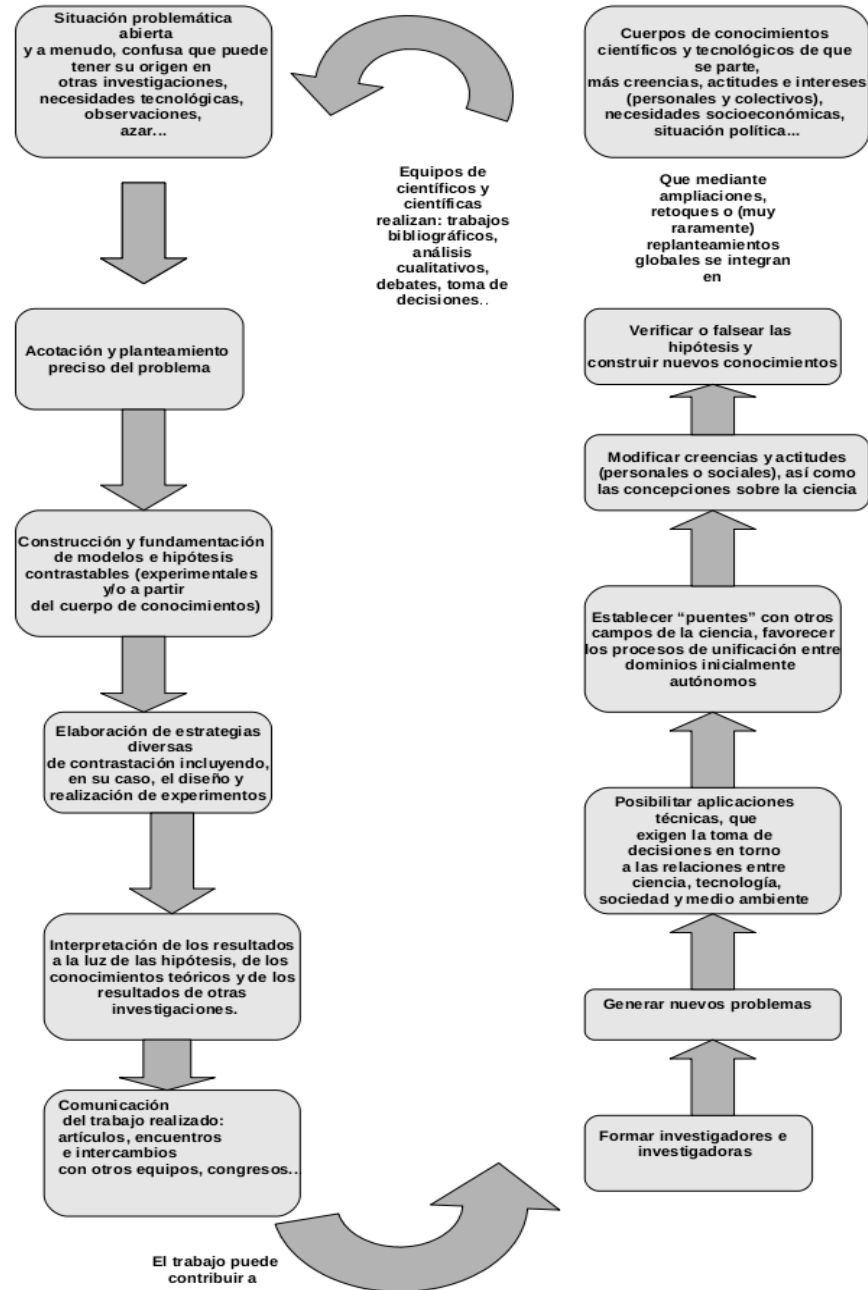 Situación problemática
abierta
y a menudo, confusa que puede
tener su origen en
otras investigaciones,
necesidades tecnológicas,
observaciones,
azar...
Acotación y planteamiento
preciso del problema
Construcción y fundamentación
de modelos e hipótesis
contrastables (experimentales
y/o a partir
del cuerpo de conocimientos)
Elaboración de estrategias
diversas
de contrastación incluyendo,
en su caso, el diseño y
realización de experimentos
Interpretación de los resultados
a la luz de las hipótesis, de los
conocimientos teóricos y de los
resultados de otras
investigaciones.
Comunicación
del trabajo realizado:
artículos, encuentros
e intercambios
con otros equipos, congresos...
El trabajo puede
contribuir a
Equipos de
científicos y
científicas
realizan: trabajos
bibliográficos,
análisis
cualitativos,
debates, toma de
decisiones..
Cuerpos de conocimientos
científicos y tecnológicos de que
se parte,
más creencias, actitudes e intereses
(personales y colectivos),
necesidades socioeconómicas,
situación política...
Que mediante
ampliaciones,
retoques o (muy
raramente)
replanteamientos
globales se integran
en
Verificar o falsear las
hipótesis y
construir nuevos conocimientos
Modificar creencias y actitudes
(personales o sociales), así como
las concepciones sobre la ciencia
Establecer “puentes” con otros
campos de la ciencia, favorecer
los procesos de unificación entre
dominios inicialmente
autónomos
Posibilitar aplicaciones
técnicas, que
exigen la toma de
decisiones en torno
a las relaciones entre
ciencia, tecnología,
sociedad y medio ambiente
Generar nuevos problemas
Formar investigadores e
investigadoras